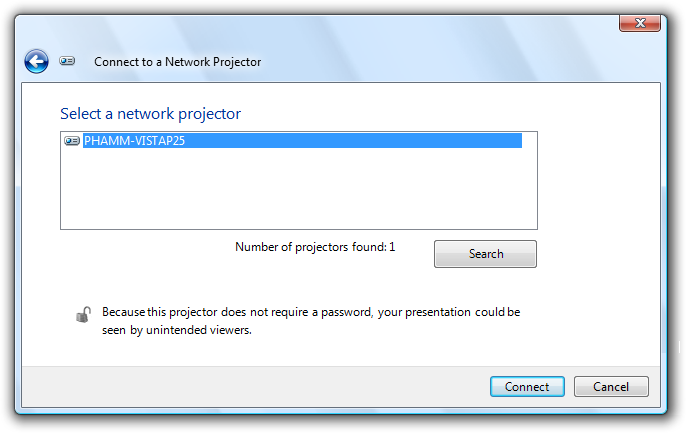 Connect to a Network Projector
Select a network projector
PHAMM-VISTAP25
Number of projectors found: 1
Search
Because this projector does not require a password, your presentation could be
seen by unintended viewers.
Connect
Cancel